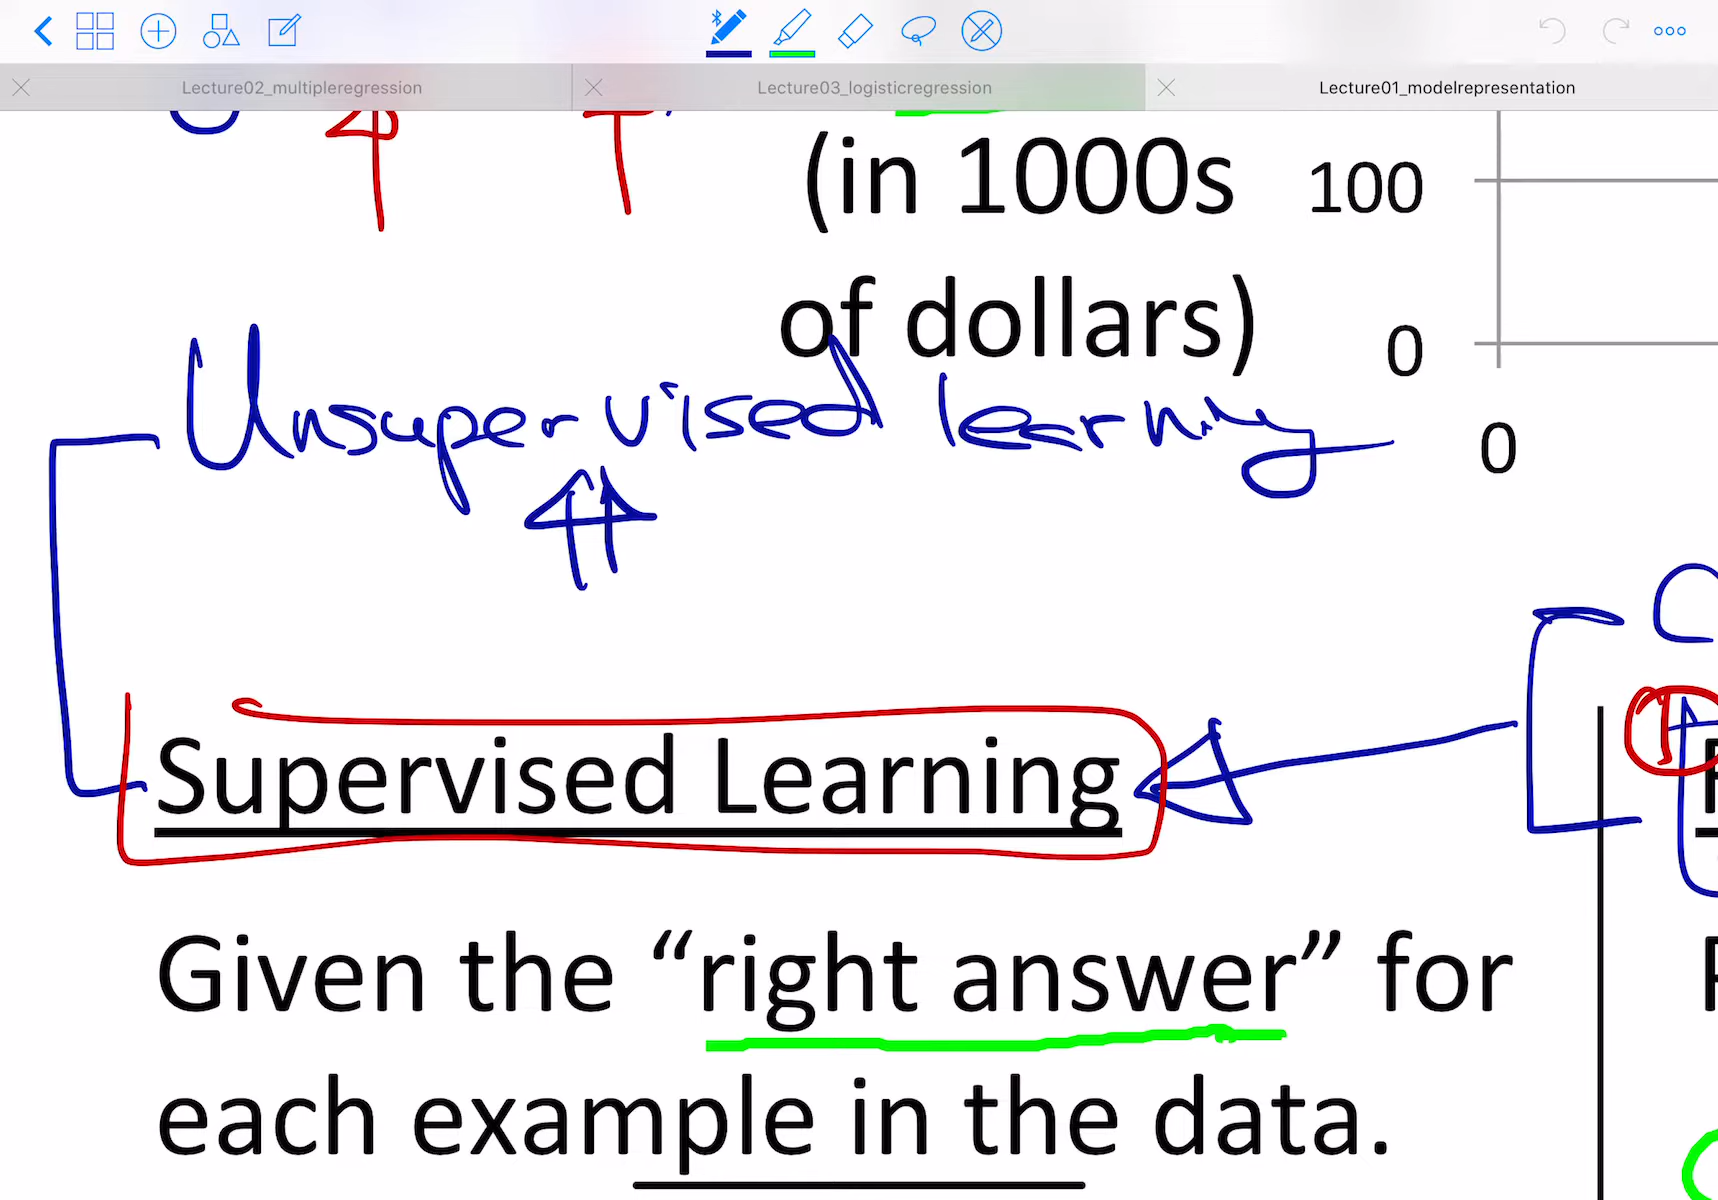 Lecture02_multipleregression
Lecture03_logisticregression
Lecture01_modelrepresentation
(in 1000s
of dollars)
100
0
0
Unsupervised learning
Supervised Learning
Given the “right answer” for
each example in the data.